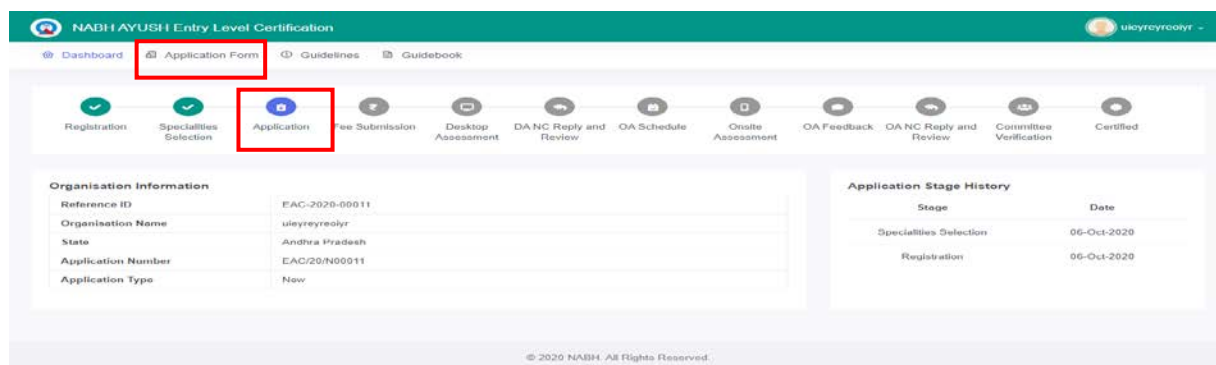 NABH AYUSH Entry Level Certification
uieyreyreoiyr
Dashboard Application Form Guidelines Guidebook
Registration Specialities Selection Application Fee Submission Desktop Assessment DA NC Reply and Review OA Schedule Onsite Assessment OA Feedback OA NC Reply and Review Committee Verification Certified
Organisation Information
Reference ID EAC-2020-00011
Organisation Name uieyreyreoiyr
State Andhra Pradesh
Application Number EAC/20/N00011
Application Type New
Application Stage History
Stage Date
Specialities Selection 06-Oct-2020
Registration 06-Oct-2020
© 2020 NABH. All Rights Reserved.